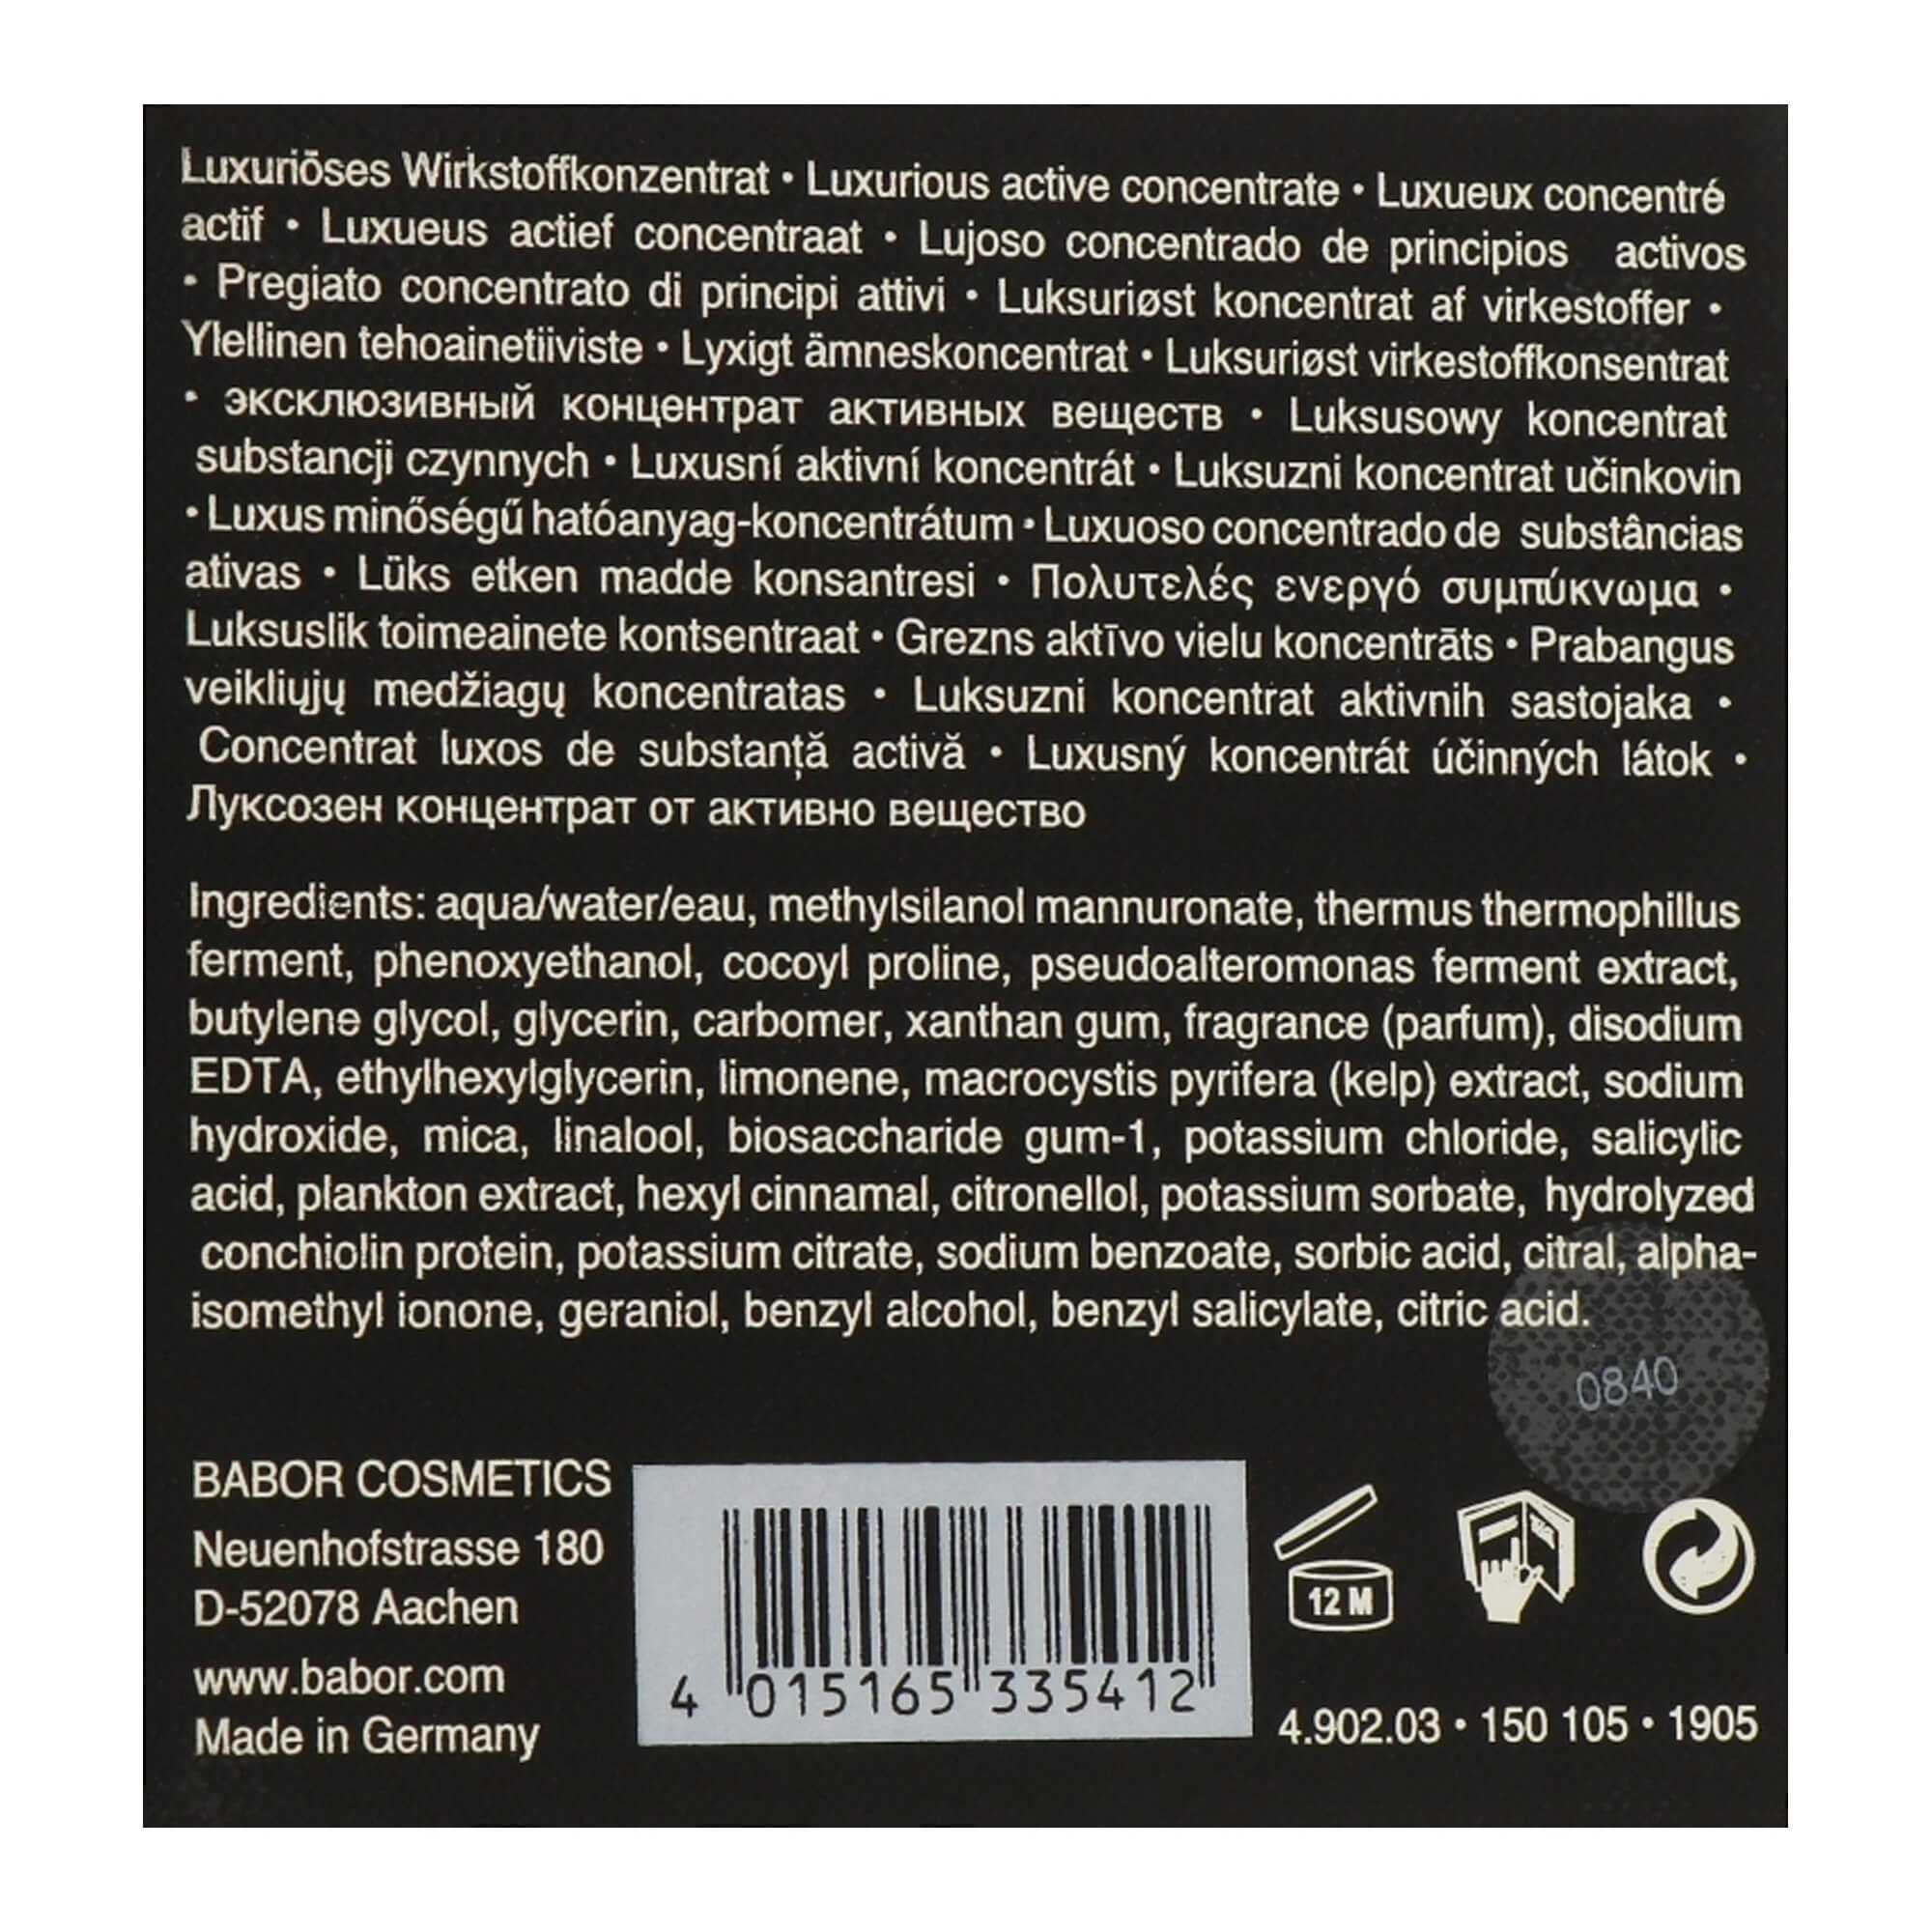 Luxuriöses Wirkstoffkonzentrat • Luxurious active concentrate • Luxueux concentré
actif • Luxueus actief concentraat • Lujoso concentrado de principios activos
• Pregiato concentrato di principi attivi • Luksuriøst koncentrat af virkestoffer •
Ylellinen tehoainetiiviste • Lyxigt ämneskoncentrat • Luksuriøst virkestoffkonsentrat
• эксклюзивный концентрат активных веществ • Luksusowy koncentrat
substancji czynnych • Luxusní aktivní koncentrát • Luksuzni koncentrat učinkovin
• Luxus minőségű hatóanyag-koncentrátum • Luxuoso concentrado de substâncias
ativas • Lüks etken madde konsantresi • Πολυτελές ενεργό συμπύκνωμα •
Luksuslik toimeainete kontsentraat • Grezns aktīvo vielu koncentrāts • Prabangus
veikliųjų medžiagų koncentratas • Luksuzni koncentrat aktivnih sastojaka •
Concentrat luxos de substanță activă • Luxusný koncentrát účinných látok •
Луксозен концентрат от активно вещество
Ingredients: aqua/water/eau, methylsilanol mannuronate, thermus thermophillus
ferment, phenoxyethanol, cocoyl proline, pseudoalteromonas ferment extract,
butylene glycol, glycerin, carbomer, xanthan gum, fragrance (parfum), disodium
EDTA, ethylhexylglycerin, limonene, macrocystis pyrifera (kelp) extract, sodium
hydroxide, mica, linalool, biosaccharide gum-1, potassium chloride, salicylic
acid, plankton extract, hexyl cinnamal, citronellol, potassium sorbate, hydrolyzed
conchiolin protein, potassium citrate, sodium benzoate, sorbic acid, citral, alpha-
isomethyl ionone, geraniol, benzyl alcohol, benzyl salicylate, citric acid.
0840
BABOR COSMETICS
Neuenhofstrasse 180
D-52078 Aachen
www.babor.com
Made in Germany
4 015165 335412
12 M
4.902.03 • 150 105 • 1905